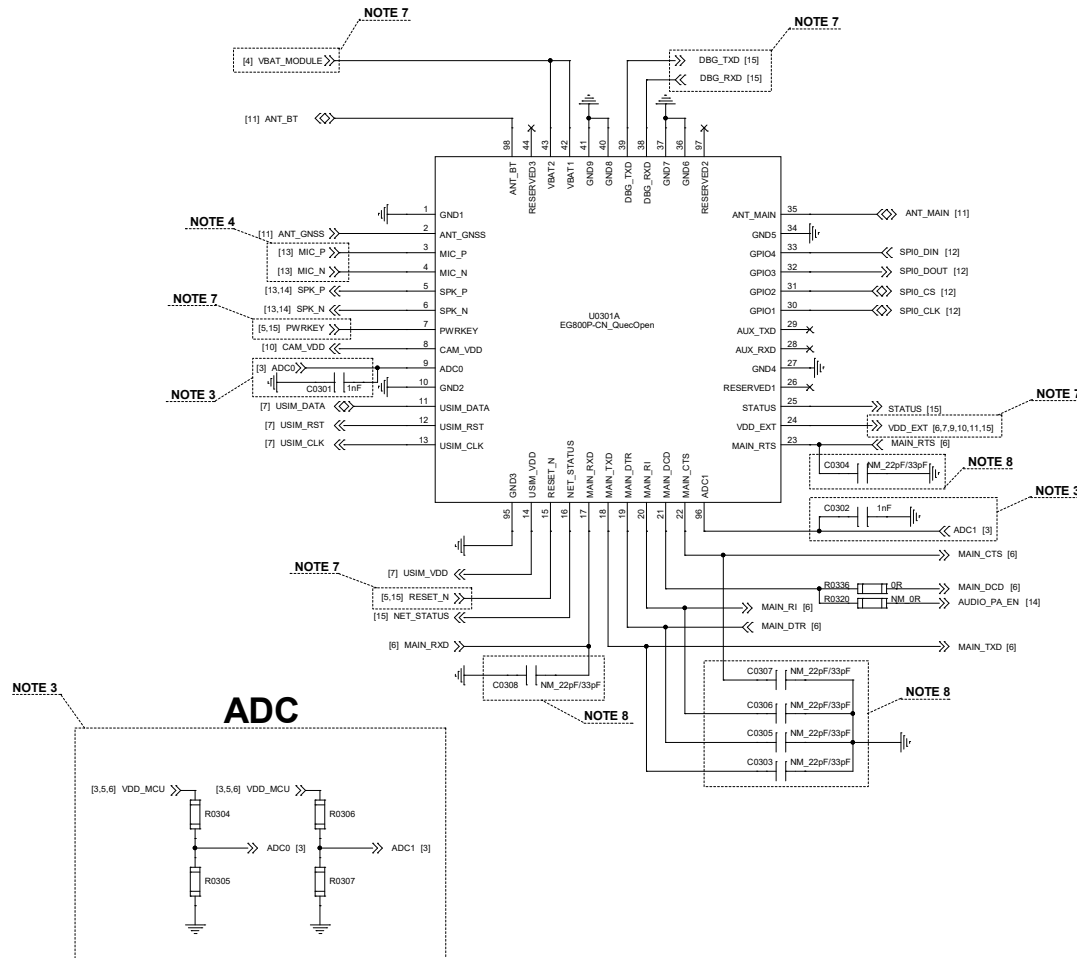 NOTE 7
NOTE 7
[4] VBAT_MODULE
DBG_TXD [15]
DBG_RXD [15]
[11] ANT_BT
98
44
43
42
41
40
39
38
37
36
97
ANT_BT
RESERVED3
VBAT2
VBAT1
GND9
GND8
DBG_TXD
DBG_RXD
GND7
GND6
RESERVED2
NOTE 4
1 GND1
[11] ANT_GNSS 2 ANT_GNSS
[13] MIC_P 3 MIC_P
[13] MIC_N 4 MIC_N
[13,14] SPK_P 5 SPK_P
NOTE 7
[13,14] SPK_N 6 SPK_N
[5,15] PWRKEY 7 PWRKEY
[10] CAM_VDD 8 CAM_VDD
[3] ADC0 9 ADC0
C0301 1nF
10 GND2
NOTE 3
[7] USIM_DATA 11 USIM_DATA
[7] USIM_RST 12 USIM_RST
[7] USIM_CLK 13 USIM_CLK
U0301A
EG800P-CN_QuecOpen
ANT_MAIN 35 ANT_MAIN [11]
GND5 34
GPIO4 33 SPI0_DIN [12]
GPIO3 32 SPI0_DOUT [12]
GPIO2 31 SPI0_CS [12]
GPIO1 30 SPI0_CLK [12]
AUX_TXD 29
AUX_RXD 28
GND4 27
RESERVED1 26
STATUS 25 STATUS [15]
NOTE 7
VDD_EXT 24 VDD_EXT [6,7,9,10,11,15]
MAIN_RTS 23 MAIN_RTS [6]
C0304 NM_22pF/33pF
NOTE 8
GND3
USIM_VDD
RESET_N
NET_STATUS
MAIN_RXD
MAIN_TXD
MAIN_DTR
MAIN_RI
MAIN_DCD
MAIN_CTS
ADC1
95
14
15
16
17
18
19
20
21
22
96
NOTE 3
C0302 1nF
ADC1 [3]
MAIN_CTS [6]
NOTE 7
[7] USIM_VDD
[5,15] RESET_N
[15] NET_STATUS
R0336 0R MAIN_DCD [6]
R0320 NM_0R AUDIO_PA_EN [14]
MAIN_RI [6]
MAIN_DTR [6]
[6] MAIN_RXD
MAIN_TXD [6]
C0308 NM_22pF/33pF
NOTE 8
C0307 NM_22pF/33pF
C0306 NM_22pF/33pF
C0305 NM_22pF/33pF
C0303 NM_22pF/33pF
NOTE 8
NOTE 3
ADC
[3,5,6] VDD_MCU
[3,5,6] VDD_MCU
R0304
R0306
ADC0 [3]
ADC1 [3]
R0305
R0307